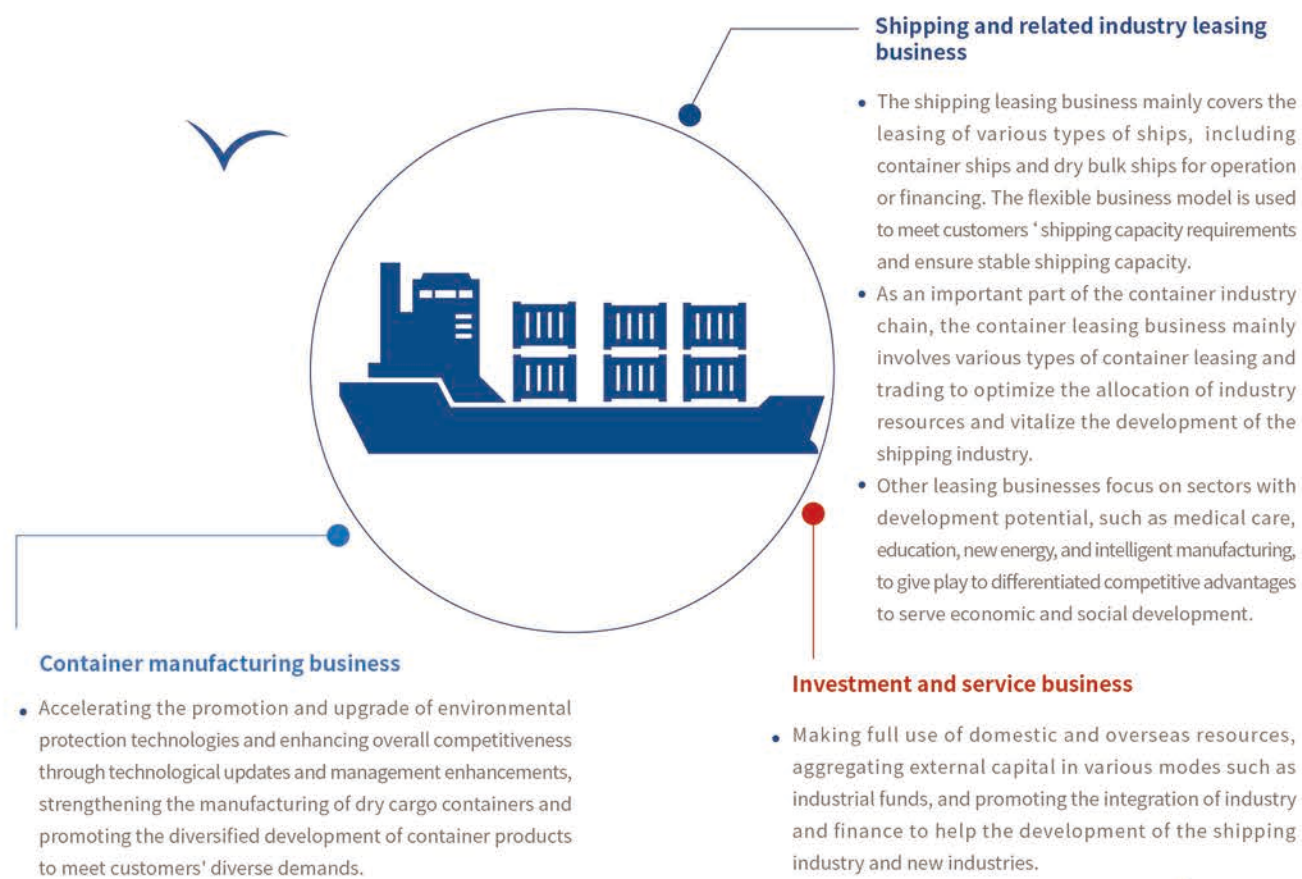 Shipping and related industry leasing
business
• The shipping leasing business mainly covers the
leasing of various types of ships, including
container ships and dry bulk ships for operation
or financing. The flexible business model is used
to meet customers ‘ shipping capacity requirements
and ensure stable shipping capacity.
• As an important part of the container industry
chain, the container leasing business mainly
involves various types of container leasing and
trading to optimize the allocation of industry
resources and vitalize the development of the
shipping industry.
• Other leasing businesses focus on sectors with
development potential, such as medical care,
education, new energy, and intelligent manufacturing,
to give play to differentiated competitive advantages
to serve economic and social development.
Container manufacturing business
• Accelerating the promotion and upgrade of environmental
protection technologies and enhancing overall competitiveness
through technological updates and management enhancements,
strengthening the manufacturing of dry cargo containers and
promoting the diversified development of container products
to meet customers' diverse demands.
Investment and service business
• Making full use of domestic and overseas resources,
aggregating external capital in various modes such as
industrial funds, and promoting the integration of industry
and finance to help the development of the shipping
industry and new industries.